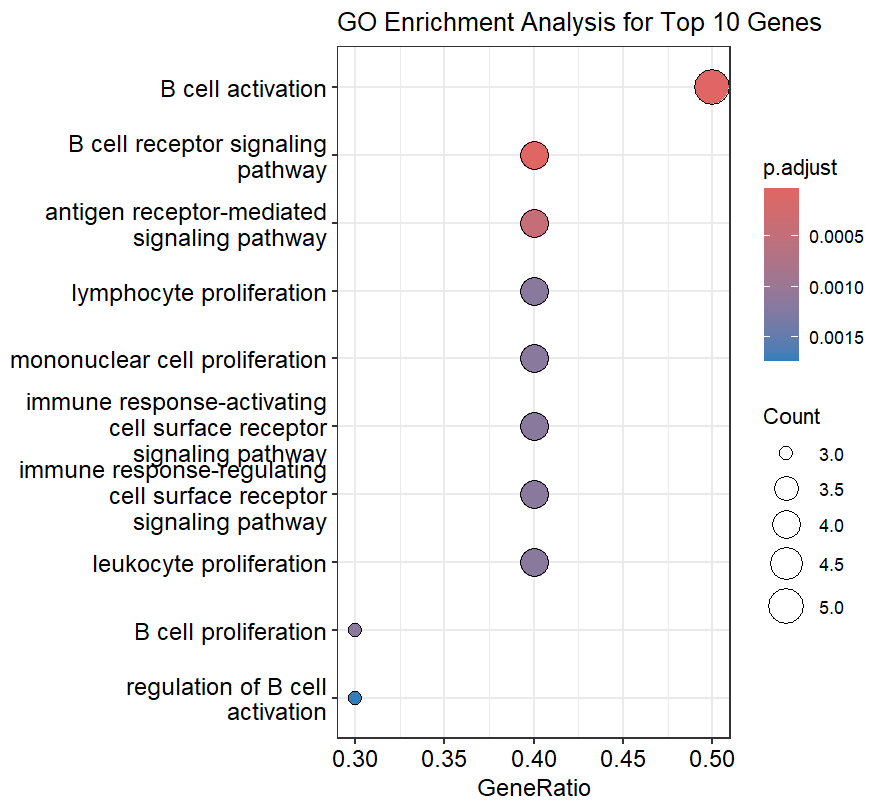 GO Enrichment Analysis for Top 10 Genes
B cell activation
B cell receptor signaling
pathway
antigen receptor-mediated
signaling pathway
lymphocyte proliferation
mononuclear cell proliferation
immune response-activating
cell surface receptor
signaling pathway
immune response-regulating
cell surface receptor
signaling pathway
leukocyte proliferation
B cell proliferation
regulation of B cell
activation
0.30 0.35 0.40 0.45 0.50
GeneRatio
p.adjust
0.0005
0.0010
0.0015
Count
3.0
3.5
4.0
4.5
5.0